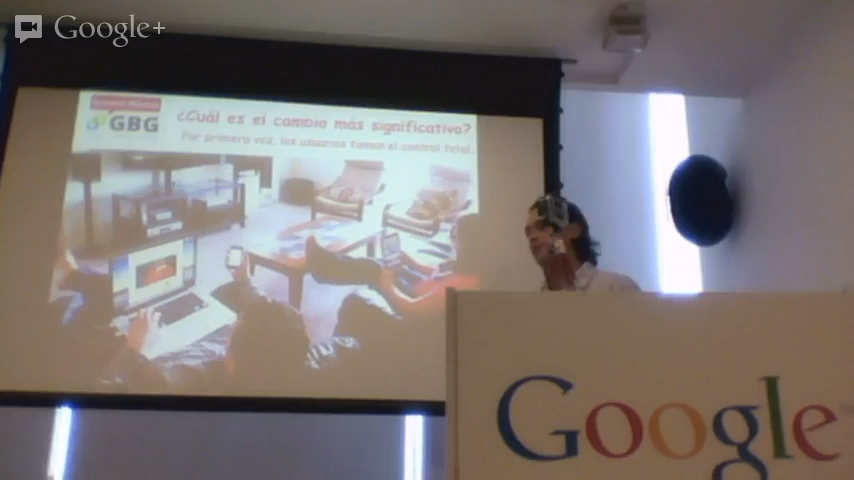 Google+
GBG
¿Cuál es el cambio más significativo?
Por primera vez, los usuarios tienen el control total.
Google